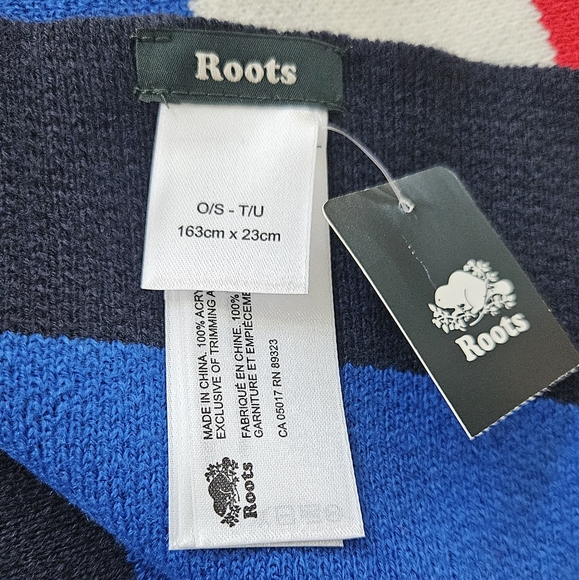 Roots
O/S - T/U
163cm x 23cm
MADE IN CHINA. 100%
EXCLUSIVE OF TRIMMING
FABRIQUÉ EN CHINE. 100%
GARNITURE ET EMPIÈCEME
CA 05017 RN 89323
Roots
Roots